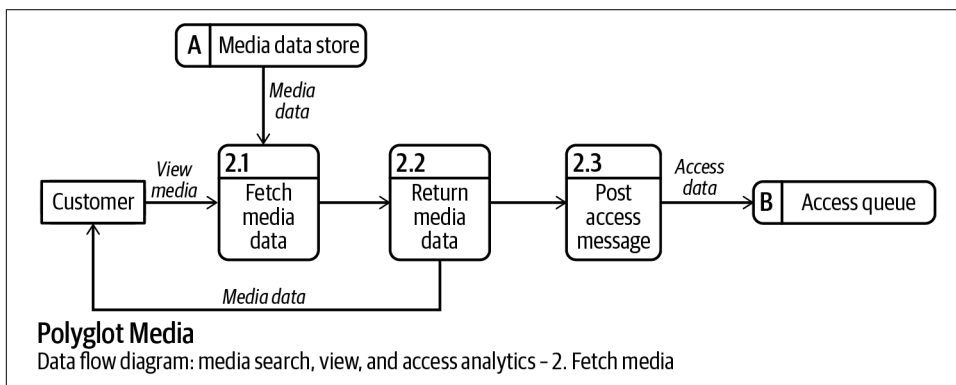 A Media data store
Media
data
View
media
2.1
Fetch
media
data
2.2
Return
media
data
2.3
Post
access
message
Access
data
Customer
B Access queue
Media data
Polyglot Media
Data flow diagram: media search, view, and access analytics – 2. Fetch media